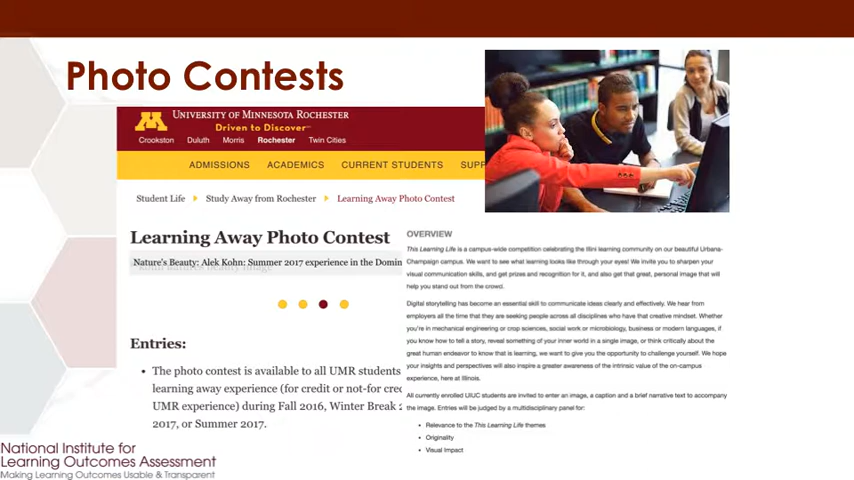 Photo Contests
UNIVERSITY OF MINNESOTA ROCHESTER
Driven to Discover
Crookston Duluth Morris Rochester Twin Cities
ADMISSIONS ACADEMICS CURRENT STUDENTS SUPP
Student Life Study Away from Rochester Learning Away Photo Contest
Learning Away Photo Contest
Nature's Beauty: Alek Kohn: Summer 2017 experience in the Domin
Entries:
• The photo contest is available to all UMR students
learning away experience (for credit or not-for cred
UMR experience) during Fall 2016, Winter Break 2
2017, or Summer 2017.
OVERVIEW
This Learning Life is a campus-wide competition celebrating the Illini learning community on our beautiful Urbana-
Champaign campus. We want to see what learning looks like through your eyes! We invite you to sharpen your
visual communication skills, and get prizes and recognition for it, and also get that great, personal image that will
help you stand out from the crowd.
Digital storytelling has become an essential skill to communicate ideas clearly and effectively. We hear from
employers all the time that they are seeking people across all disciplines who have that creative mindset. Whether
you're in mechanical engineering or crop sciences, social work or microbiology, business or modern languages, if
you know how to tell a story, reveal something of your inner world in a single image, or think critically about the
great human endeavor to know that is learning, we want to give you the opportunity to challenge yourself. We hope
your insights and perspectives will also inspire a greater awareness of the intrinsic value of the on-campus
experience, here at Illinois.
All currently enrolled UIUC students are invited to enter an image, a caption and a brief narrative text to accompany
the image. Entries will be judged by a multidisciplinary panel for:
• Relevance to the This Learning Life themes
• Originality
• Visual Impact
National Institute for
Learning Outcomes Assessment
Making Learning Outcomes Usable & Transparent